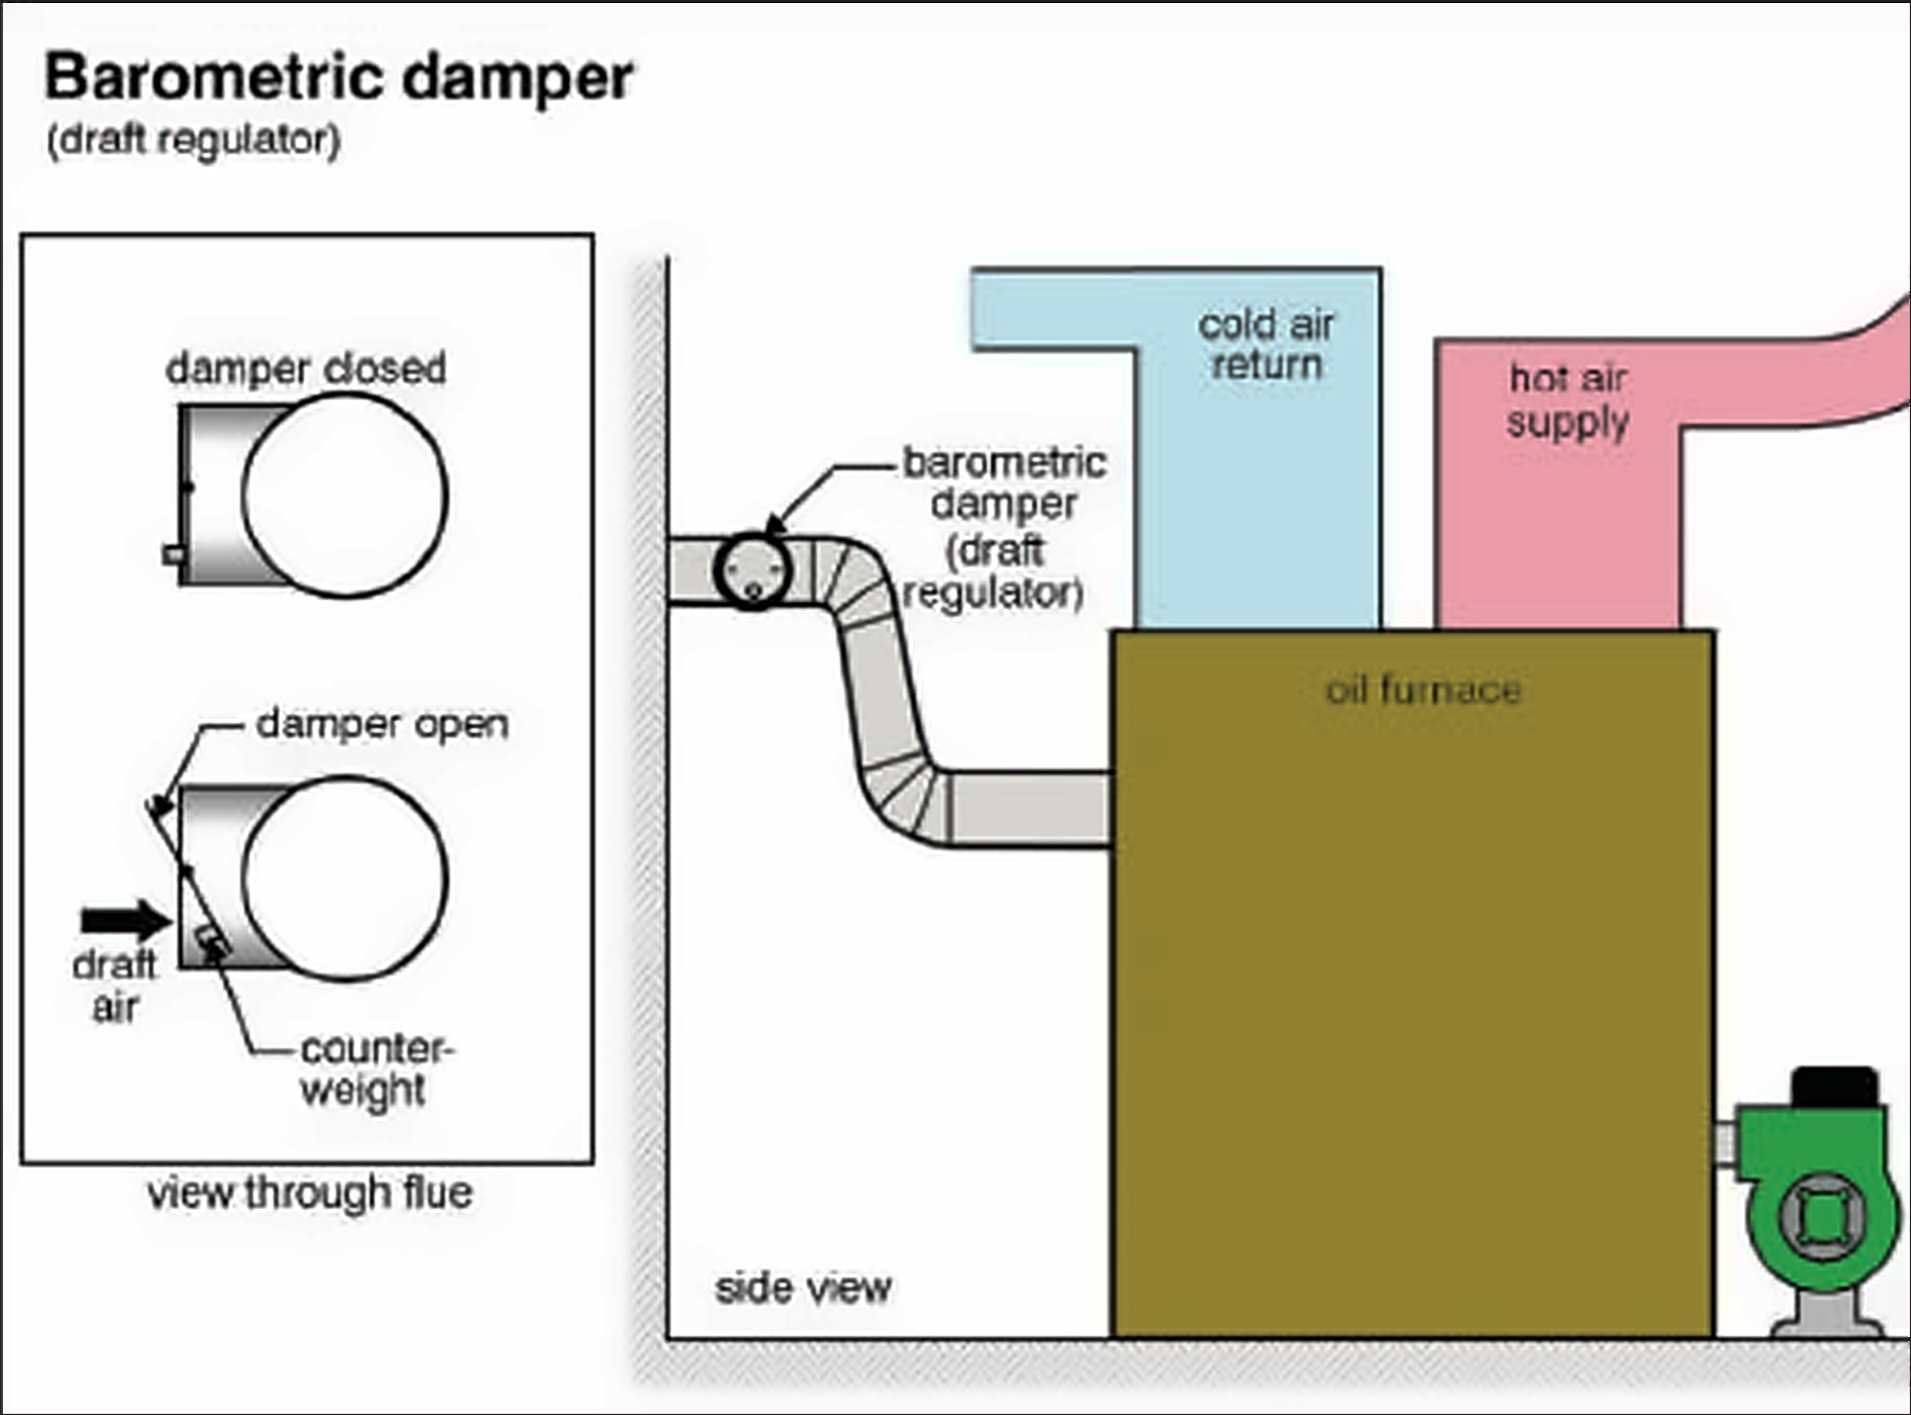 Barometric damper
(draft regulator)
damper closed
damper open
draft
air
counter-
weight
view through flue
cold air
return
hot air
supply
barometric
damper
(draft
regulator)
oil furnace
side view